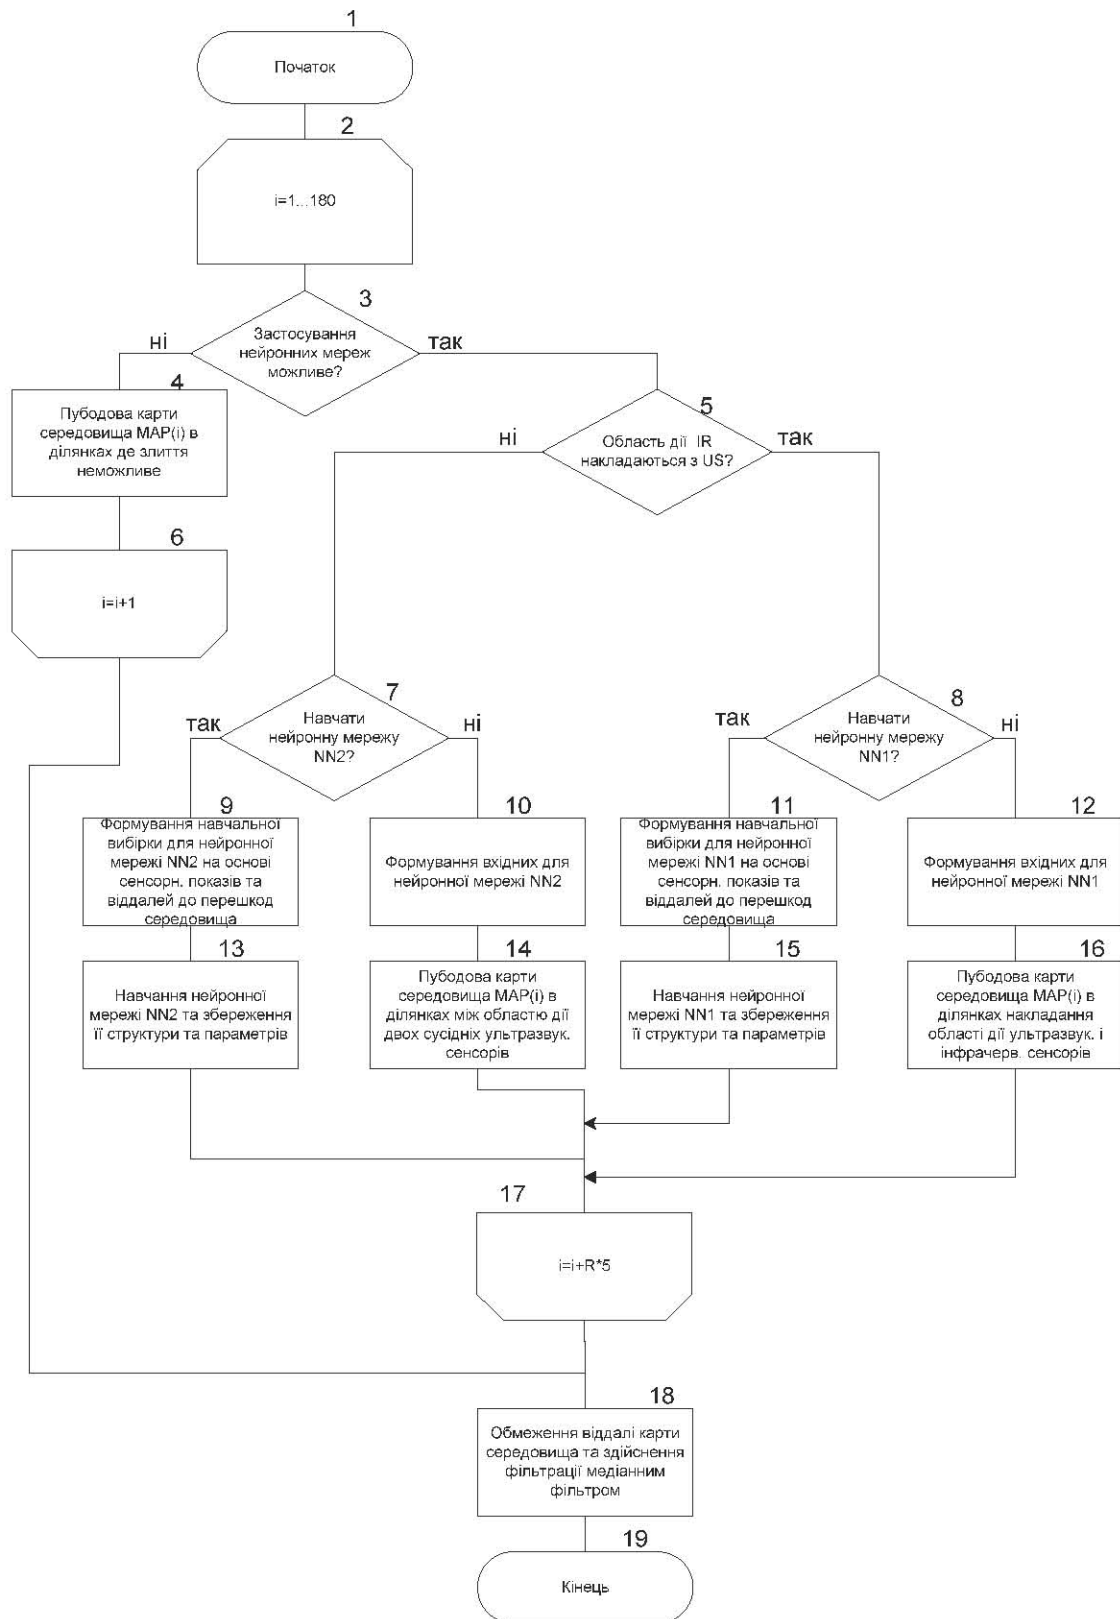 1
Початок
2
i=1...180
3
Застосування
нейронних мереж
можливе?
ні
так
4
Пубодова карти
середовища MAP(i) в
ділянках де злиття
неможливе
5
Область дії IR
накладаються з US?
ні
так
6
i=i+1
7
Навчати
нейронну мережу
NN2?
так
ні
8
Навчати
нейронну мережу
NN1?
так
ні
9
Формування навчальної
вибірки для нейронної
мережі NN2 на основі
сенсорн. показів та
віддалей до перешкод
середовища
10
Формування вхідних для
нейронної мережі NN2
11
Формування навчальної
вибірки для нейронної
мережі NN1 на основі
сенсорн. показів та
віддалей до перешкод
середовища
12
Формування вхідних для
нейронної мережі NN1
13
Навчання нейронної
мережі NN2 та збереження
її структури та параметрів
14
Пубодова карти
середовища MAP(i) в
ділянках між областю дії
двох сусідніх ультразвук.
сенсорів
15
Навчання нейронної
мережі NN1 та збереження
її структури та параметрів
16
Пубодова карти
середовища MAP(i) в
ділянках накладання
області дії ультразвук. і
інфрачерв. сенсорів
17
i=i+R*5
18
Обмеження віддалі карти
середовища та здійснення
фільтрації медіанним
фільтром
19
Кінець